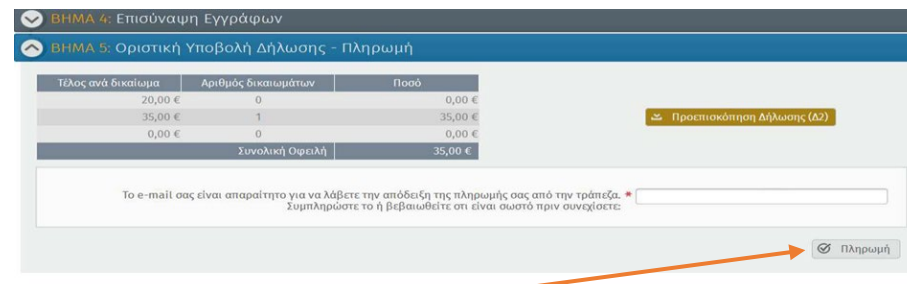 ΒΗΜΑ 4: Επισύναψη Εγγράφων
ΒΗΜΑ 5: Οριστική Υποβολή Δήλωσης - Πληρωμή
Τέλος ανά δικαίωμα Αριθμός δικαιωμάτων Ποσό
20,00 € 0 0,00 €
35,00 € 1 35,00 €
0,00 € 0 0,00 €
Συνολική Οφειλή 35,00 €
Προεπισκόπηση Δήλωσης (Δ2)
Το e-mail σας είναι απαραίτητο για να λάβετε την απόδειξη της πληρωμής σας από την τράπεζα. *
Συμπληρώστε το ή βεβαιωθείτε οτι είναι σωστό πριν συνεχίσετε:
Πληρωμή